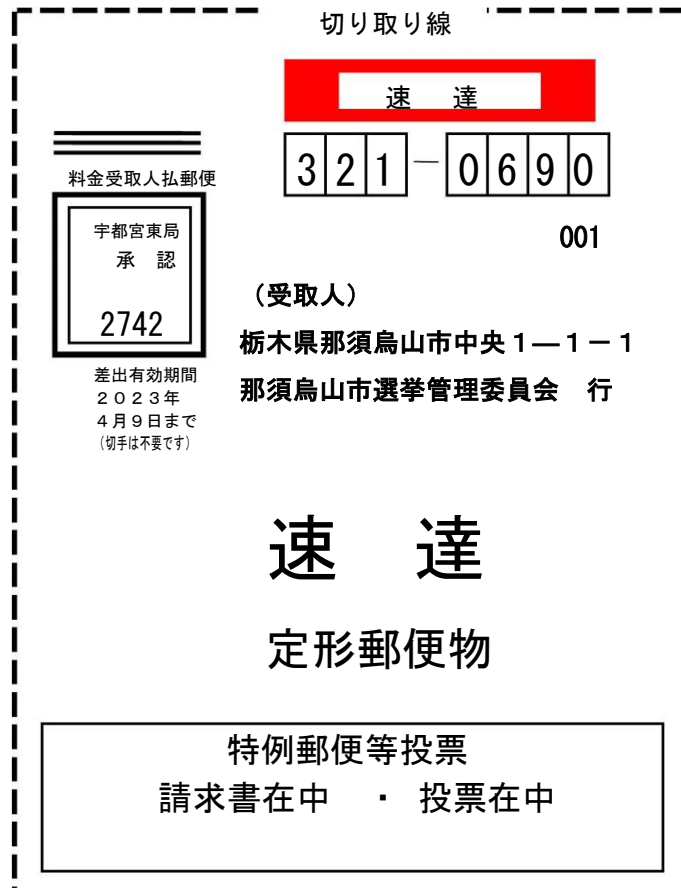 切り取り線
速　達
321－0690
001
料金受取人払郵便
宇都宮東局
承　認
2742
差出有効期間
２０２３年
４月９日まで
（切手は不要です）
（受取人）
栃木県那須烏山市中央１―１－１
那須烏山市選挙管理委員会　行
速　達
定形郵便物
特例郵便等投票
請求書在中　・　投票在中